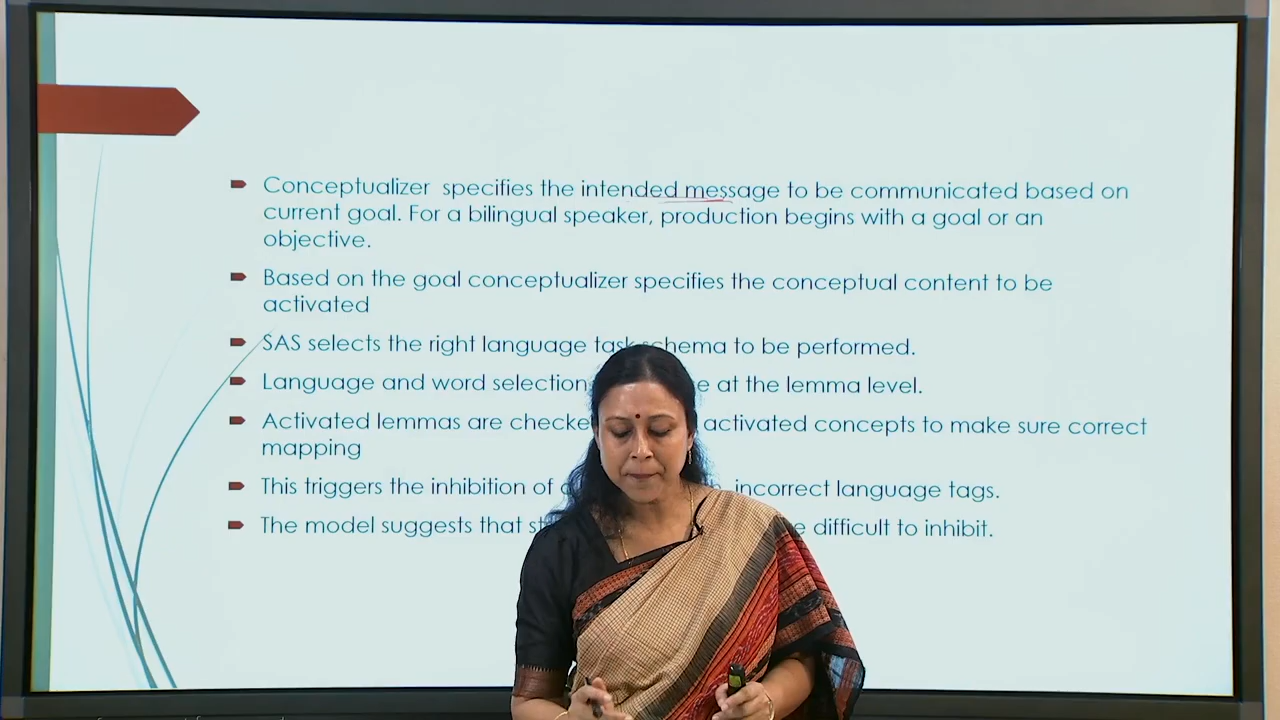 Conceptualizer specifies the intended message to be communicated based on
current goal. For a bilingual speaker, production begins with a goal or an
objective.
Based on the goal conceptualizer specifies the conceptual content to be
activated
SAS selects the right language task schema to be performed.
Language and word selection at the lemma level.
Activated lemmas are activated concepts to make sure correct
mapping
This triggers the inhibition of incorrect language tags.
The model suggests that difficult to inhibit.